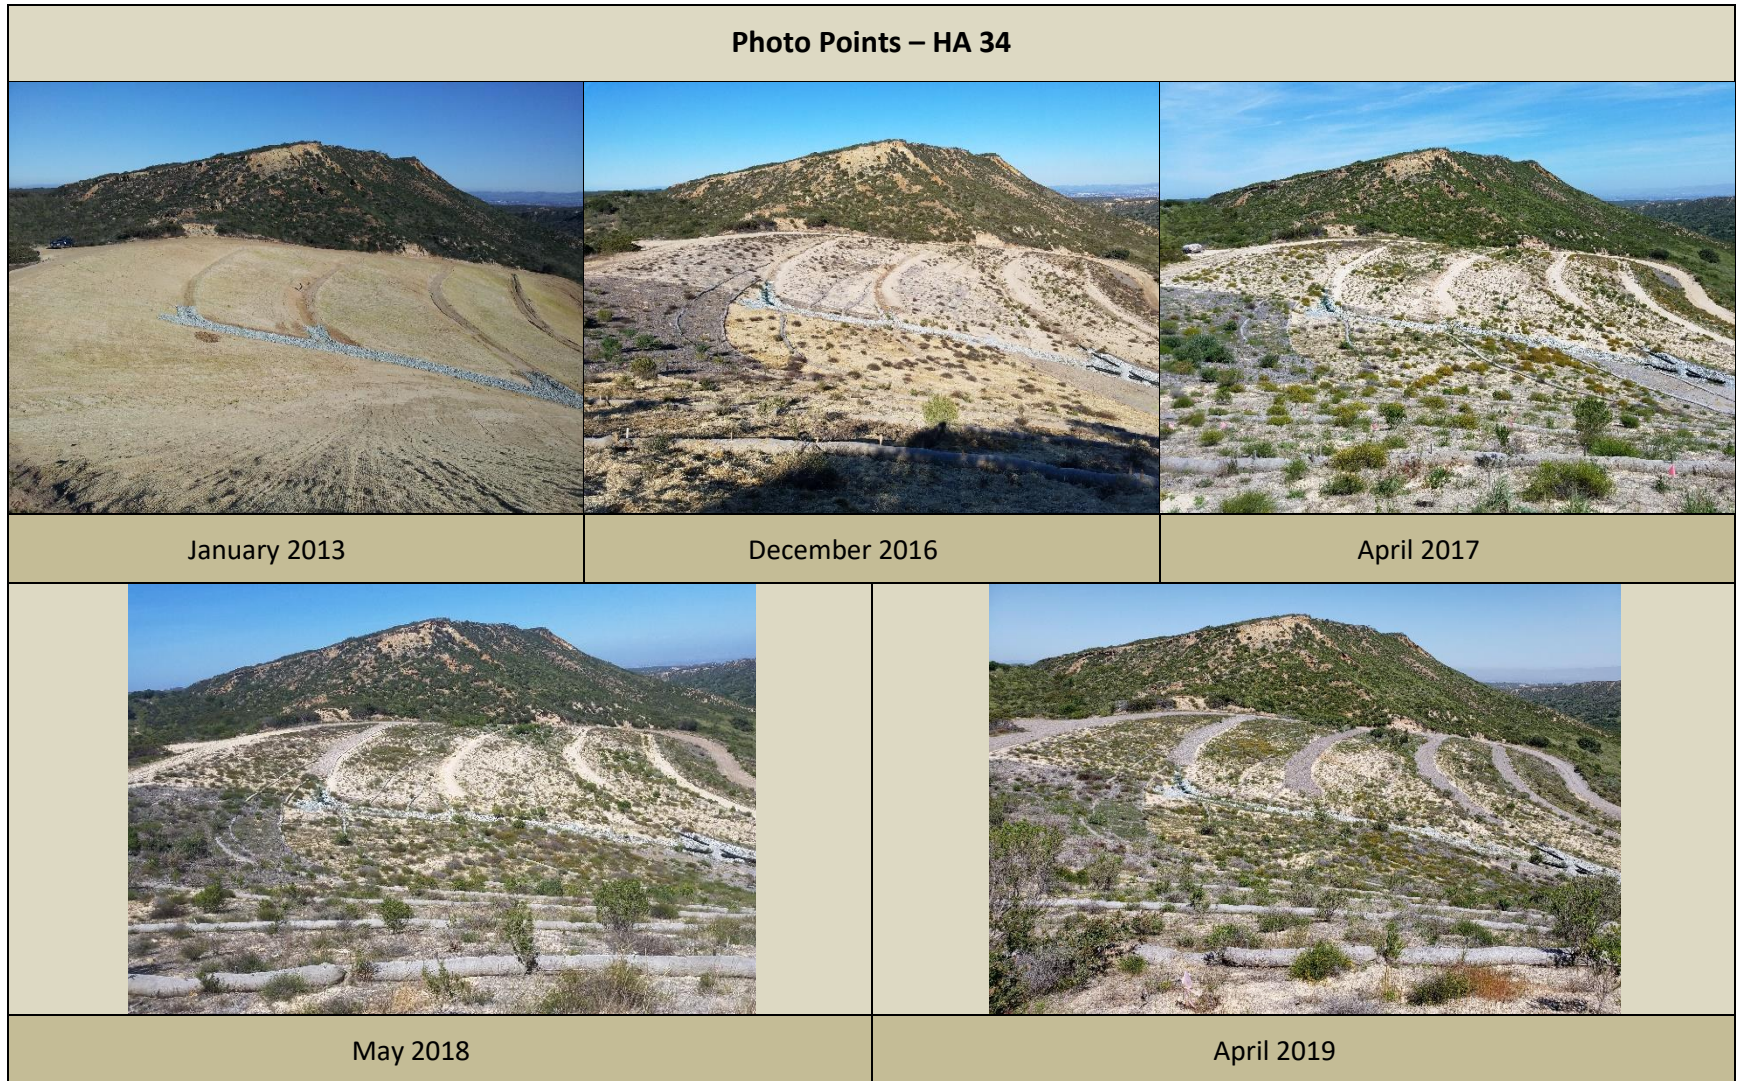 Photo Points – HA 34
January 2013
December 2016
April 2017
May 2018
April 2019